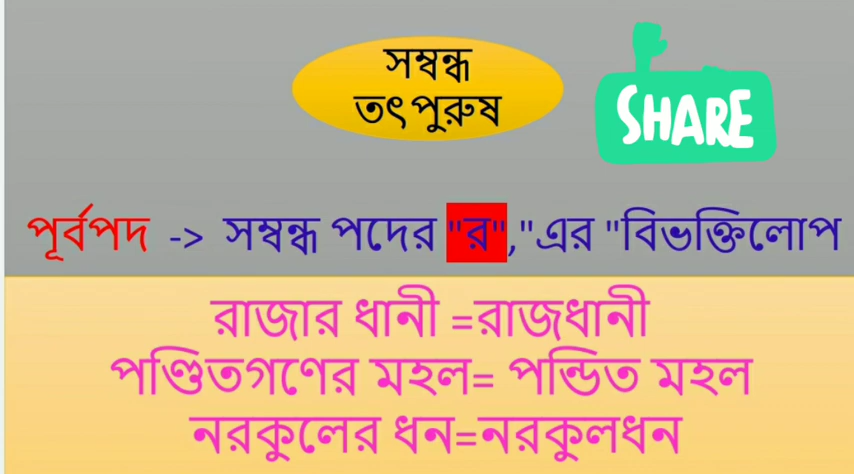 সম্বন্ধ
তৎপুরুষ
SHARE
পূর্বপদ -> সম্বন্ধ পদের "র","এর "বিভক্তিলোপ
রাজার ধানী =রাজধানী
পণ্ডিতগণের মহল= পন্ডিত মহল
নরকুলের ধন=নরকুলধন